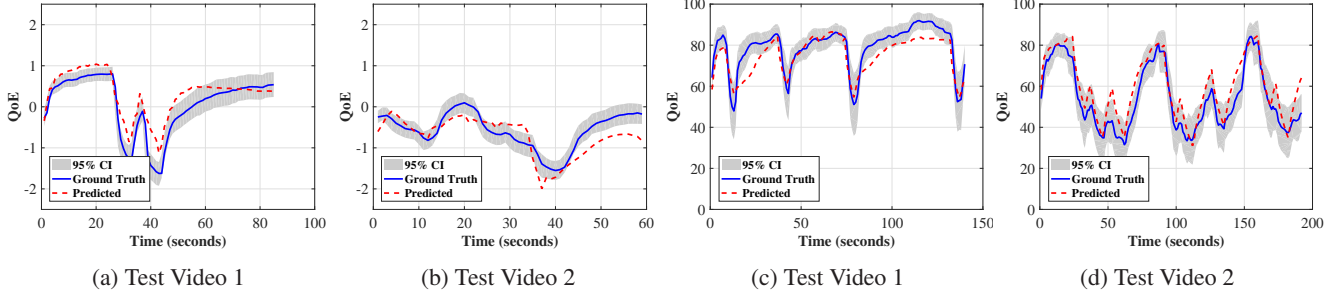 2
1
0
-1
-2
QoE
0
20
40
60
80
100
Time (seconds)
95% CI
Ground Truth
Predicted
(a) Test Video 1
2
1
0
-1
-2
QoE
0
10
20
30
40
50
60
Time (seconds)
95% CI
Ground Truth
Predicted
(b) Test Video 2
100
80
60
40
20
0
QoE
0
50
100
150
Time (seconds)
95% CI
Ground Truth
Predicted
(c) Test Video 1
100
80
60
40
20
0
QoE
0
50
100
150
200
Time (seconds)
95% CI
Ground Truth
Predicted
(d) Test Video 2